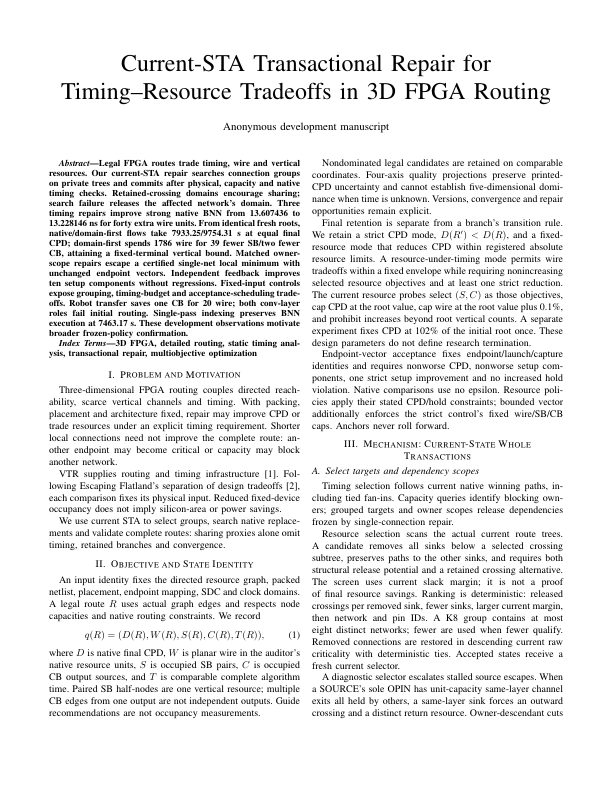 Current-STA Transactional Repair for
Timing–Resource Tradeoffs in 3D FPGA Routing
Anonymous development manuscript
Abstract—Legal FPGA routes trade timing, wire and vertical
resources. Our current-STA repair searches connection groups
on private trees and commits after physical, capacity and native
timing checks. Retained-crossing domains encourage sharing;
search failure releases the affected network's domain. Three
timing repairs improve strong native BNN from 13.607436 to
13.228146 ns for forty extra wire units. From identical fresh roots,
native/domain-first flows take 7933.25/9754.31 s at equal final
CPD; domain-first spends 1786 wire for 39 fewer SB/two fewer
CB, attaining a fixed-terminal vertical bound. Matched owner-
scope repairs escape a certified single-net local minimum with
unchanged endpoint vectors. Independent feedback improves
ten setup components without regressions. Fixed-input controls
expose grouping, timing-budget and acceptance-scheduling trade-
offs. Robot transfer saves one CB for 20 wire; both conv-layer
roles fail initial routing. Single-pass indexing preserves BNN
execution at 7463.17 s. These development observations motivate
broader frozen-policy confirmation.
Index Terms—3D FPGA, detailed routing, static timing anal-
ysis, transactional repair, multiobjective optimization
I. PROBLEM AND MOTIVATION
Three-dimensional FPGA routing couples directed reach-
ability, scarce vertical channels and timing. With packing,
placement and architecture fixed, repair may improve CPD or
trade resources under an explicit timing requirement. Shorter
local connections need not improve the complete route: an-
other endpoint may become critical or capacity may block
another network.
VTR supplies routing and timing infrastructure [1]. Fol-
lowing Escaping Flatland's separation of design tradeoffs [2],
each comparison fixes its physical input. Reduced fixed-device
occupancy does not imply silicon-area or power savings.
We use current STA to select groups, search native replace-
ments and validate complete routes: sharing proxies alone omit
timing, retained branches and convergence.
II. OBJECTIVE AND STATE IDENTITY
An input identity fixes the directed resource graph, packed
netlist, placement, endpoint mapping, SDC and clock domains.
A legal route R uses actual graph edges and respects node
capacities and native routing constraints. We record
q(R) = (D(R), W(R), S(R), C(R), T(R)), (1)
where D is native final CPD, W is planar wire in the auditor's
native resource units, S is occupied SB pairs, C is occupied
CB output sources, and T is comparable complete algorithm
time. Paired SB half-nodes are one vertical resource; multiple
CB edges from one output are not independent outputs. Guide
recommendations are not occupancy measurements.
Nondominated legal candidates are retained on comparable
coordinates. Four-axis quality projections preserve printed-
CPD uncertainty and cannot establish five-dimensional domi-
nance when time is unknown. Versions, convergence and repair
opportunities remain explicit.
Final retention is separate from a branch's transition rule.
We retain a strict CPD mode, D(R′) < D(R), and a fixed-
resource mode that reduces CPD within registered absolute
resource limits. A resource-under-timing mode permits wire
tradeoffs within a fixed envelope while requiring nonincreasing
selected resource objectives and at least one strict reduction.
The current resource probes select (S, C) as those objectives,
cap CPD at the root value, cap wire at the root value plus 0.1%,
and prohibit increases beyond root vertical counts. A separate
experiment fixes CPD at 102% of the initial root once. These
design parameters do not define research termination.
Endpoint-vector acceptance fixes endpoint/launch/capture
identities and requires nonworse CPD, nonworse setup com-
ponents, one strict setup improvement and no increased hold
violation. Native comparisons use no epsilon. Resource poli-
cies apply their stated CPD/hold constraints; bounded vector
additionally enforces the strict control's fixed wire/SB/CB
caps. Anchors never roll forward.
III. MECHANISM: CURRENT-STATE WHOLE
TRANSACTIONS
A. Select targets and dependency scopes
Timing selection follows current native winning paths, in-
cluding tied fan-ins. Capacity queries identify blocking own-
ers; grouped targets and owner scopes release dependencies
frozen by single-connection repair.
Resource selection scans the actual current route trees.
A candidate removes all sinks below a selected crossing
subtree, preserves paths to the other sinks, and requires both
structural release potential and a retained crossing alternative.
The screen uses current slack margin; it is not a proof
of final resource savings. Ranking is deterministic: released
crossings per removed sink, fewer sinks, larger current margin,
then network and pin IDs. A K8 group contains at most
eight distinct networks; fewer are used when fewer qualify.
Removed connections are restored in descending current raw
criticality with deterministic ties. Accepted states receive a
fresh current selector.
A diagnostic selector escalates stalled source escapes. When
a SOURCE's sole OPIN has unit-capacity same-layer channel
exits all held by others, a same-layer sink forces an outward
crossing and a distinct return resource. Owner-descendant cuts